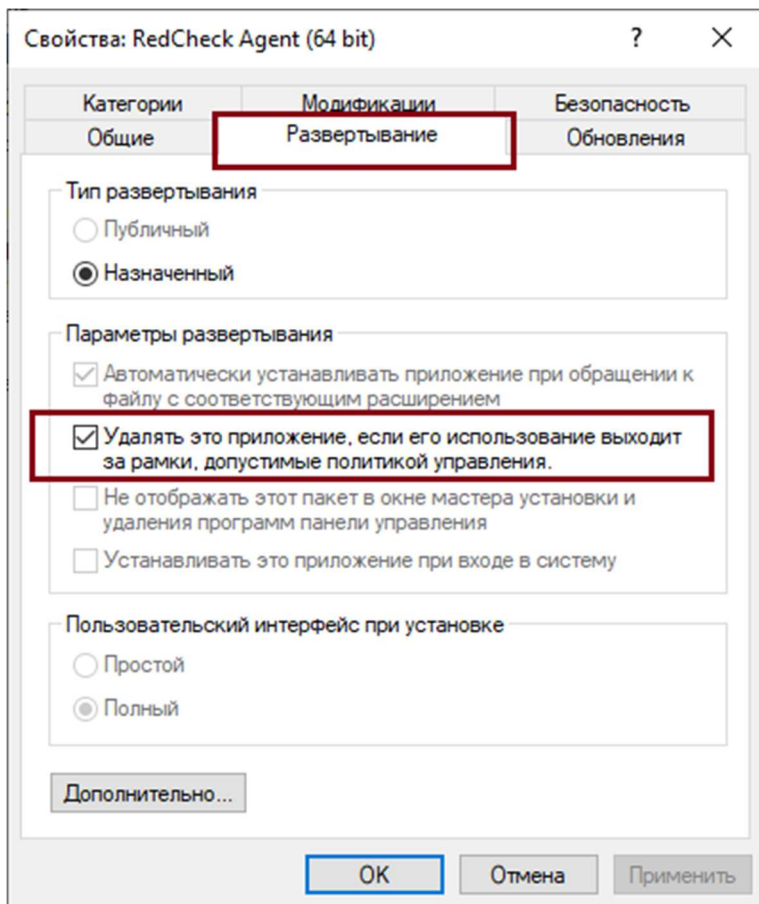 Свойства: RedCheck Agent (64 bit)
?
Категории
Модификации
Безопасность
Общие
Развертывание
Обновления
Тип развертывания
Публичный
Назначенный
Параметры развертывания
Автоматически устанавливать приложение при обращении к
файлу с соответствующим расширением
Удалять это приложение, если его использование выходит
за рамки, допустимые политикой управления.
Не отображать этот пакет в окне мастера установки и
удаления программ панели управления
Устанавливать это приложение при входе в систему
Пользовательский интерфейс при установке
Простой
Полный
Дополнительно...
OK
Отмена
Применить